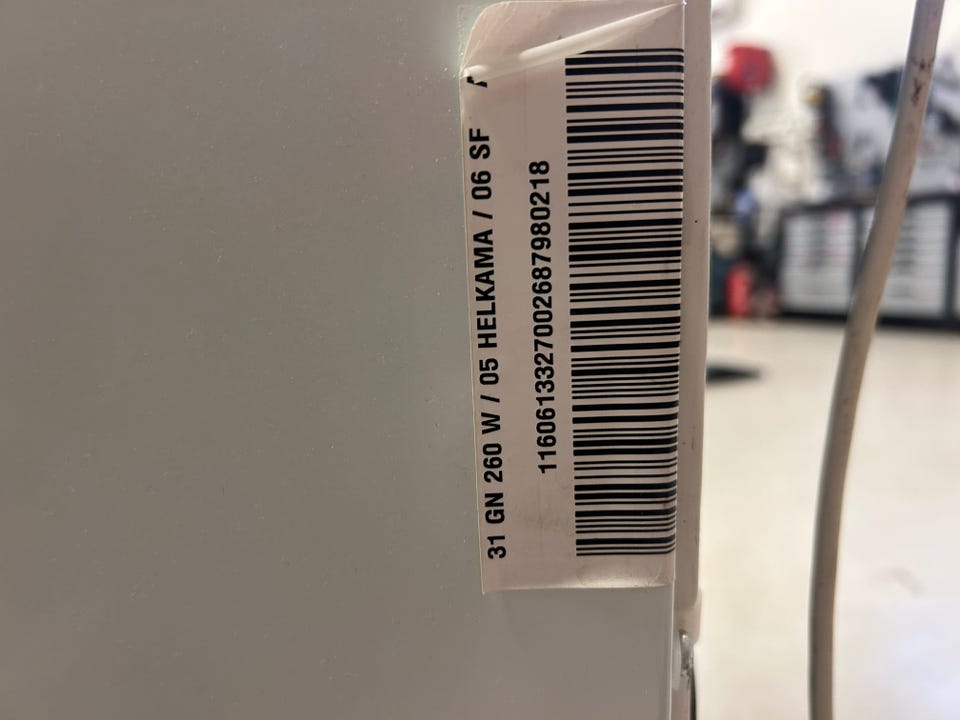 31 GN 260 W / 05 HELKAMA / 06 SF
1160613327002687980218